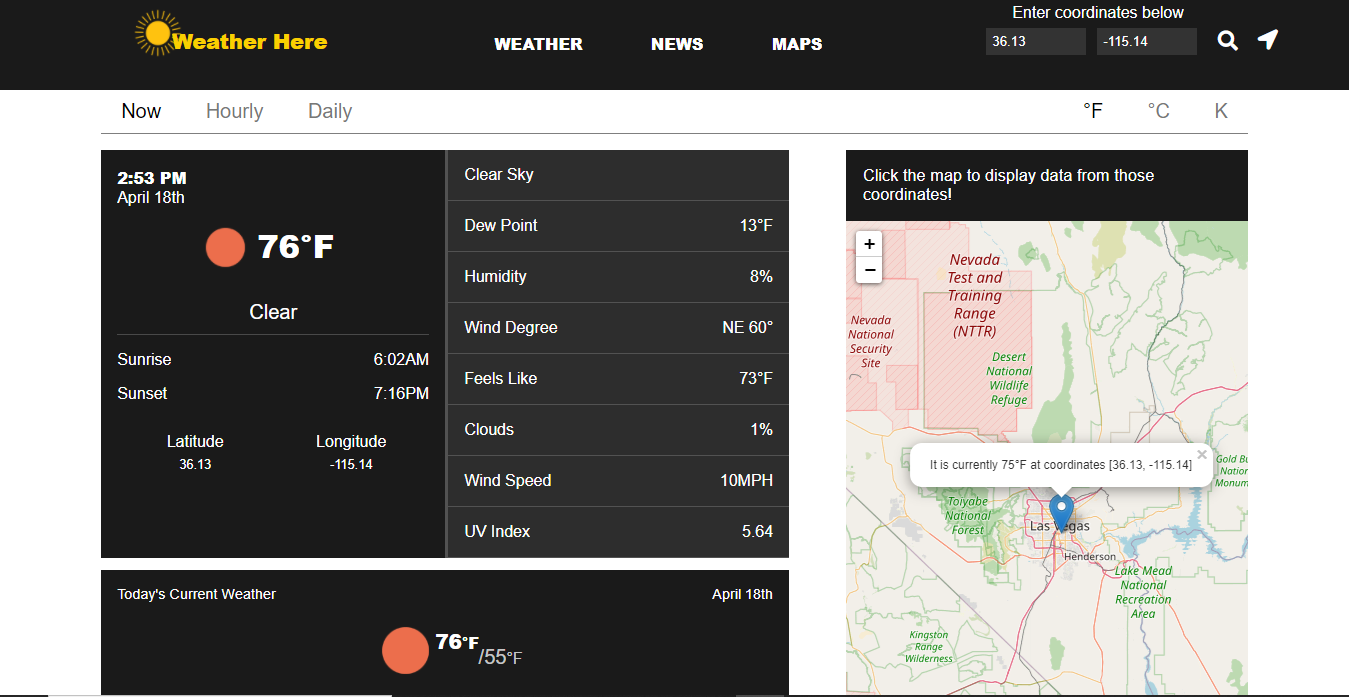 Weather Here
WEATHER
NEWS
MAPS
Enter coordinates below
36.13
-115.14
Now
Hourly
Daily
°F
°C
K
2:53 PM
April 18th
76°F
Clear
Sunrise 6:02AM
Sunset 7:16PM
Latitude Longitude
36.13 -115.14
Clear Sky
Dew Point 13°F
Humidity 8%
Wind Degree NE 60°
Feels Like 73°F
Clouds 1%
Wind Speed 10MPH
UV Index 5.64
Today's Current Weather April 18th
76°F
/55°F
Click the map to display data from those
coordinates!
+
−
Nevada
Test and
Training
Range
(NTTR)
Nevada
National
Security
Site
Desert
National
Wildlife
Refuge
It is currently 75°F at coordinates [36.13, -115.14]
×
Gold
Toiyabe
National
Forest
Las Vegas
Henderson
Lake Mead
National
Recreation
Area
Kingston
Range
Wilderness